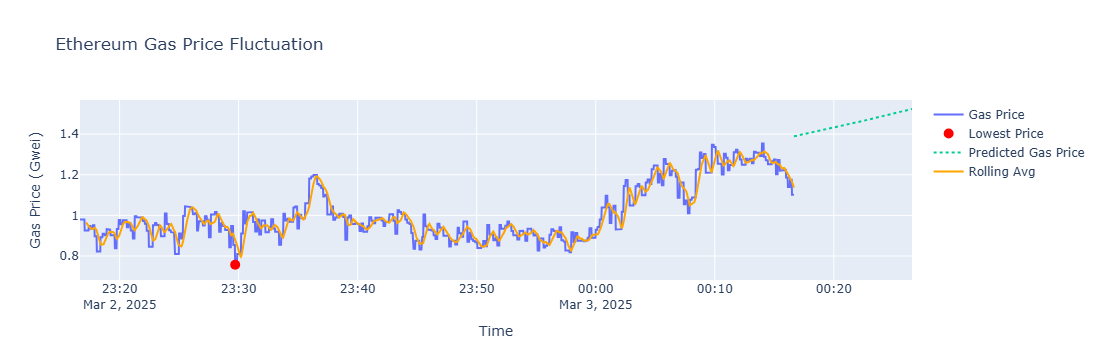 Ethereum Gas Price Fluctuation
Gas Price (Gwei)
1.4
1.2
1
0.8
23:20
23:30
23:40
23:50
00:00
00:10
00:20
Mar 2, 2025
Mar 3, 2025
Time
Gas Price
Lowest Price
Predicted Gas Price
Rolling Avg